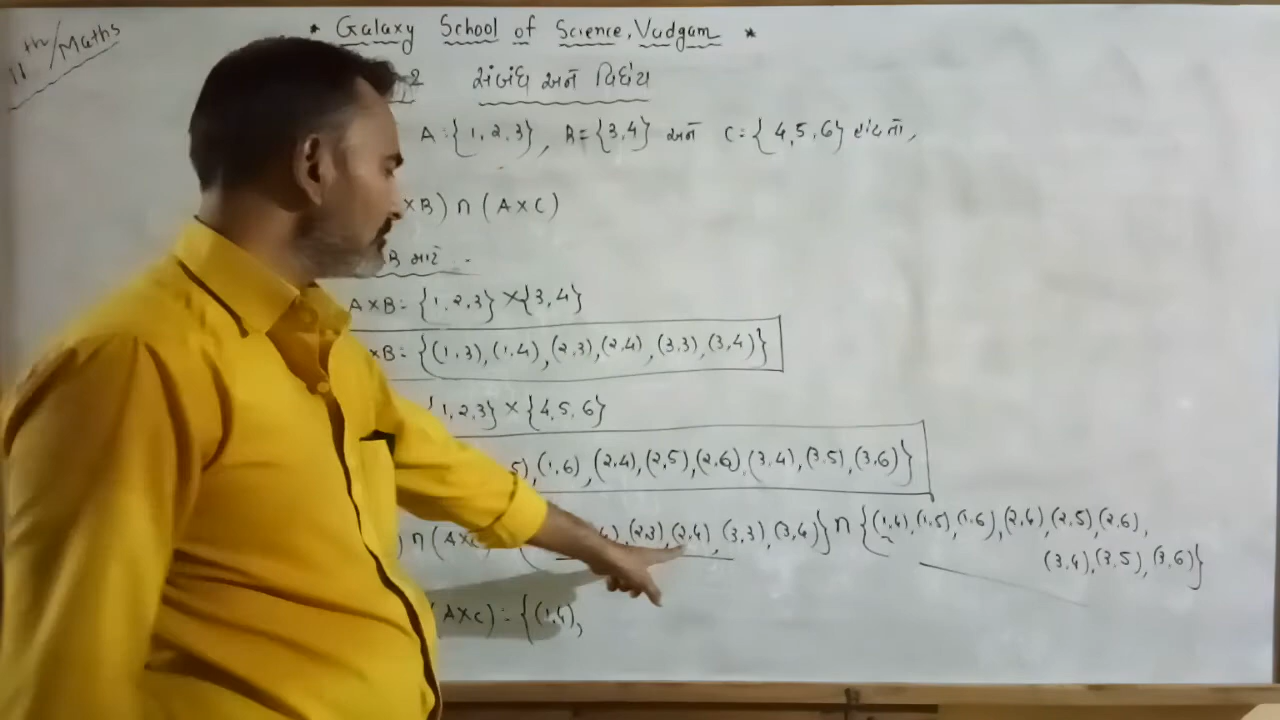 11th/Maths
* Galaxy School of Science, Vadgam *
2 સંબંધ અને વિધેય
A = {1, 2, 3}, B = {3, 4} અને C = {4, 5, 6} હોય તો,
×B) ∩ (A×C)
B માટે :-
A×B = {1, 2, 3} × {3, 4}
×B = {(1,3), (1,4), (2,3), (2,4), (3,3), (3,4)}
{1, 2, 3} × {4, 5, 6}
5), (1,6), (2,4), (2,5), (2,6), (3,4), (3,5), (3,6)}
) ∩ (A×C) 4), (2,3), (2,4), (3,3), (3,4)} ∩ {(1,4), (1,5), (1,6), (2,4), (2,5), (2,6),
(3,4), (3,5), (3,6)}
(A×C) = {(1,4),